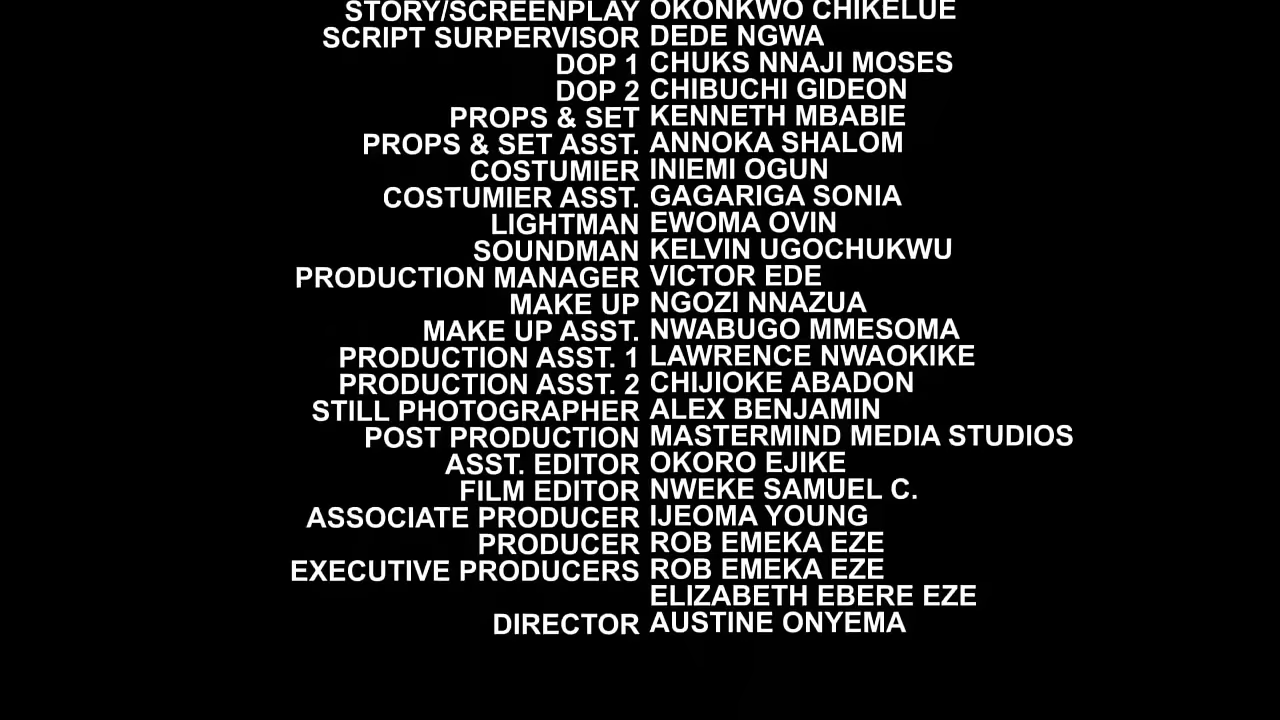 STORY/SCREENPLAY OKONKWO CHIKELUE
SCRIPT SURPERVISOR DEDE NGWA
DOP 1 CHUKS NNAJI MOSES
DOP 2 CHIBUCHI GIDEON
PROPS & SET KENNETH MBABIE
PROPS & SET ASST. ANNOKA SHALOM
COSTUMIER INIEMI OGUN
COSTUMIER ASST. GAGARIGA SONIA
LIGHTMAN EWOMA OVIN
SOUNDMAN KELVIN UGOCHUKWU
PRODUCTION MANAGER VICTOR EDE
MAKE UP NGOZI NNAZUA
MAKE UP ASST. NWABUGO MMESOMA
PRODUCTION ASST. 1 LAWRENCE NWAOKIKE
PRODUCTION ASST. 2 CHIJIOKE ABADON
STILL PHOTOGRAPHER ALEX BENJAMIN
POST PRODUCTION MASTERMIND MEDIA STUDIOS
ASST. EDITOR OKORO EJIKE
FILM EDITOR NWEKE SAMUEL C.
ASSOCIATE PRODUCER IJEOMA YOUNG
PRODUCER ROB EMEKA EZE
EXECUTIVE PRODUCERS ROB EMEKA EZE
ELIZABETH EBERE EZE
DIRECTOR AUSTINE ONYEMA